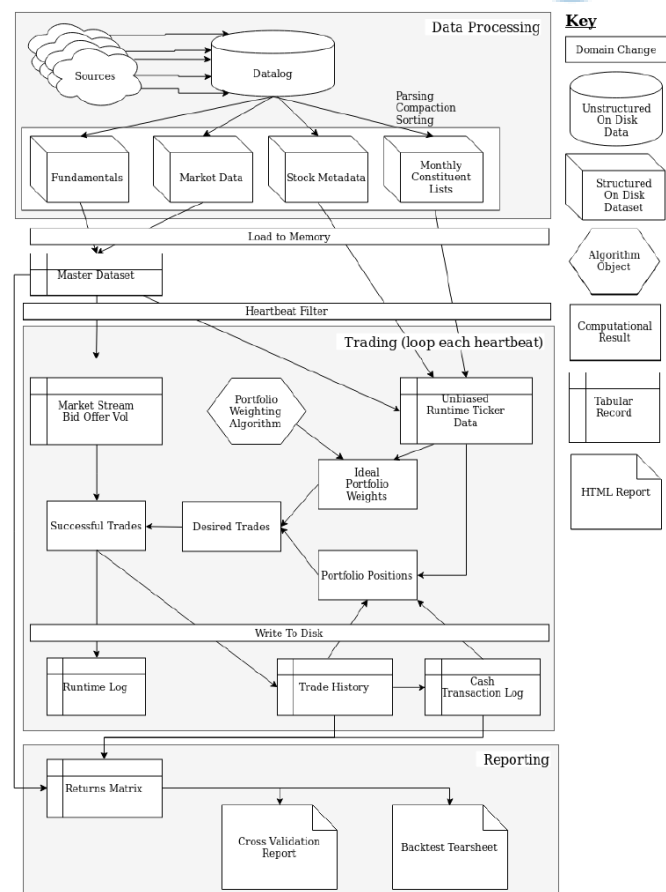 Data Processing
Sources
Datalog
Parsing
Compaction
Sorting
Fundamentals
Market Data
Stock Metadata
Monthly
Constituent
Lists
Load to Memory
Master Dataset
Heartbeat Filter
Trading (loop each heartbeat)
Market Stream
Bid Offer Vol
Portfolio
Weighting
Algorithm
Unbiased
Runtime Ticker
Data
Ideal
Portfolio
Weights
Successful Trades
Desired Trades
Portfolio Positions
Write To Disk
Runtime Log
Trade History
Cash
Transaction Log
Reporting
Returns Matrix
Cross Validation
Report
Backtest Tearsheet
Key
Domain Change
Unstructured
On Disk
Data
Structured
On Disk
Dataset
Algorithm
Object
Computational
Result
Tabular
Record
HTML Report